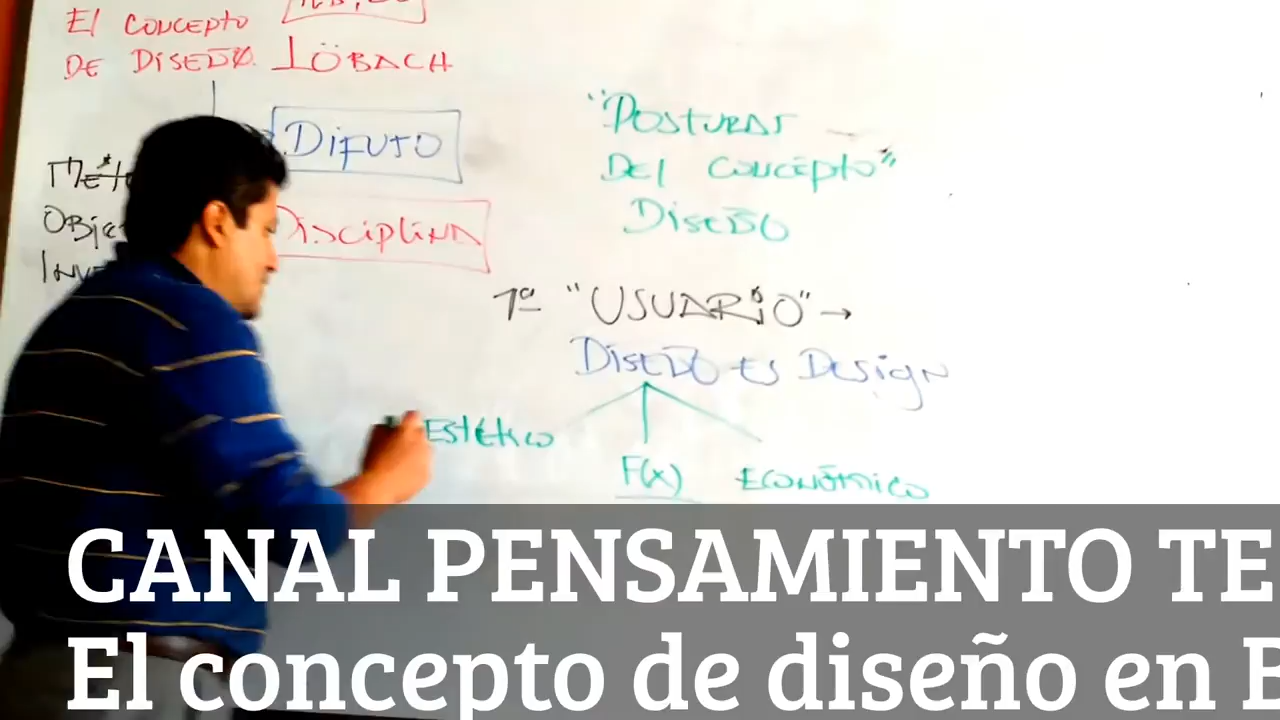 El concepto
DE DISEÑO. LÖBACH
DIFUSO
Disciplina
"POSTURAS
DEL concepto"
DISEÑO
1ª "USUARIO" →
DISEÑO ES DESIGN
Estético
F(x)
ECONÓMICO
CANAL PENSAMIENTO TE
El concepto de diseño en